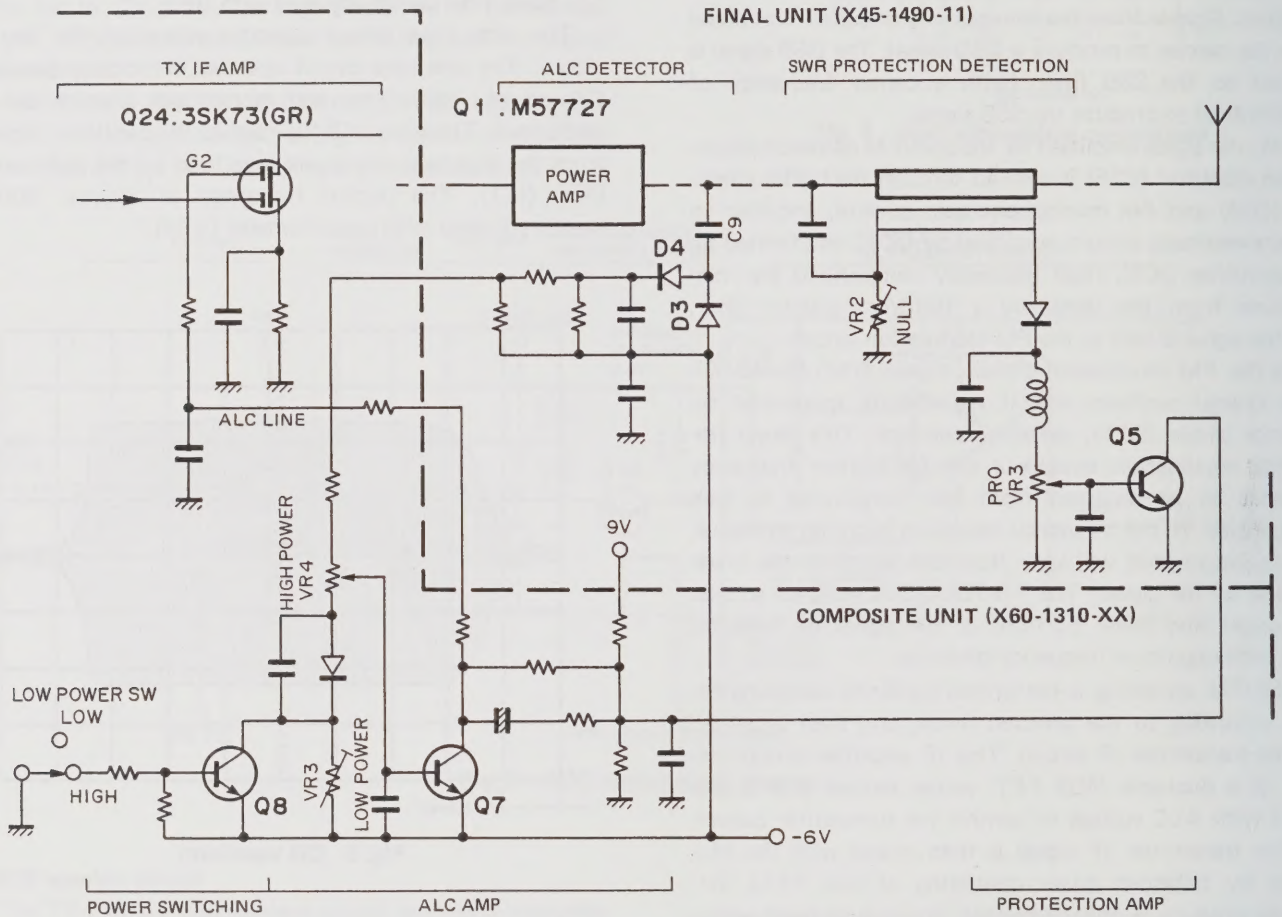 FINAL UNIT (X45-1490-11)
TX IF AMP
ALC DETECTOR
SWR PROTECTION DETECTION
Q24:3SK73(GR)
Q1 : M57727
G2
POWER
AMP
C9
D4
D3
VR2
NULL
ALC LINE
Q5
PRO
VR3
9V
HIGH POWER
VR4
COMPOSITE UNIT (X60-1310-XX)
LOW POWER SW
LOW
HIGH
Q8
VR3
LOW POWER
Q7
-6V
POWER SWITCHING
ALC AMP
PROTECTION AMP